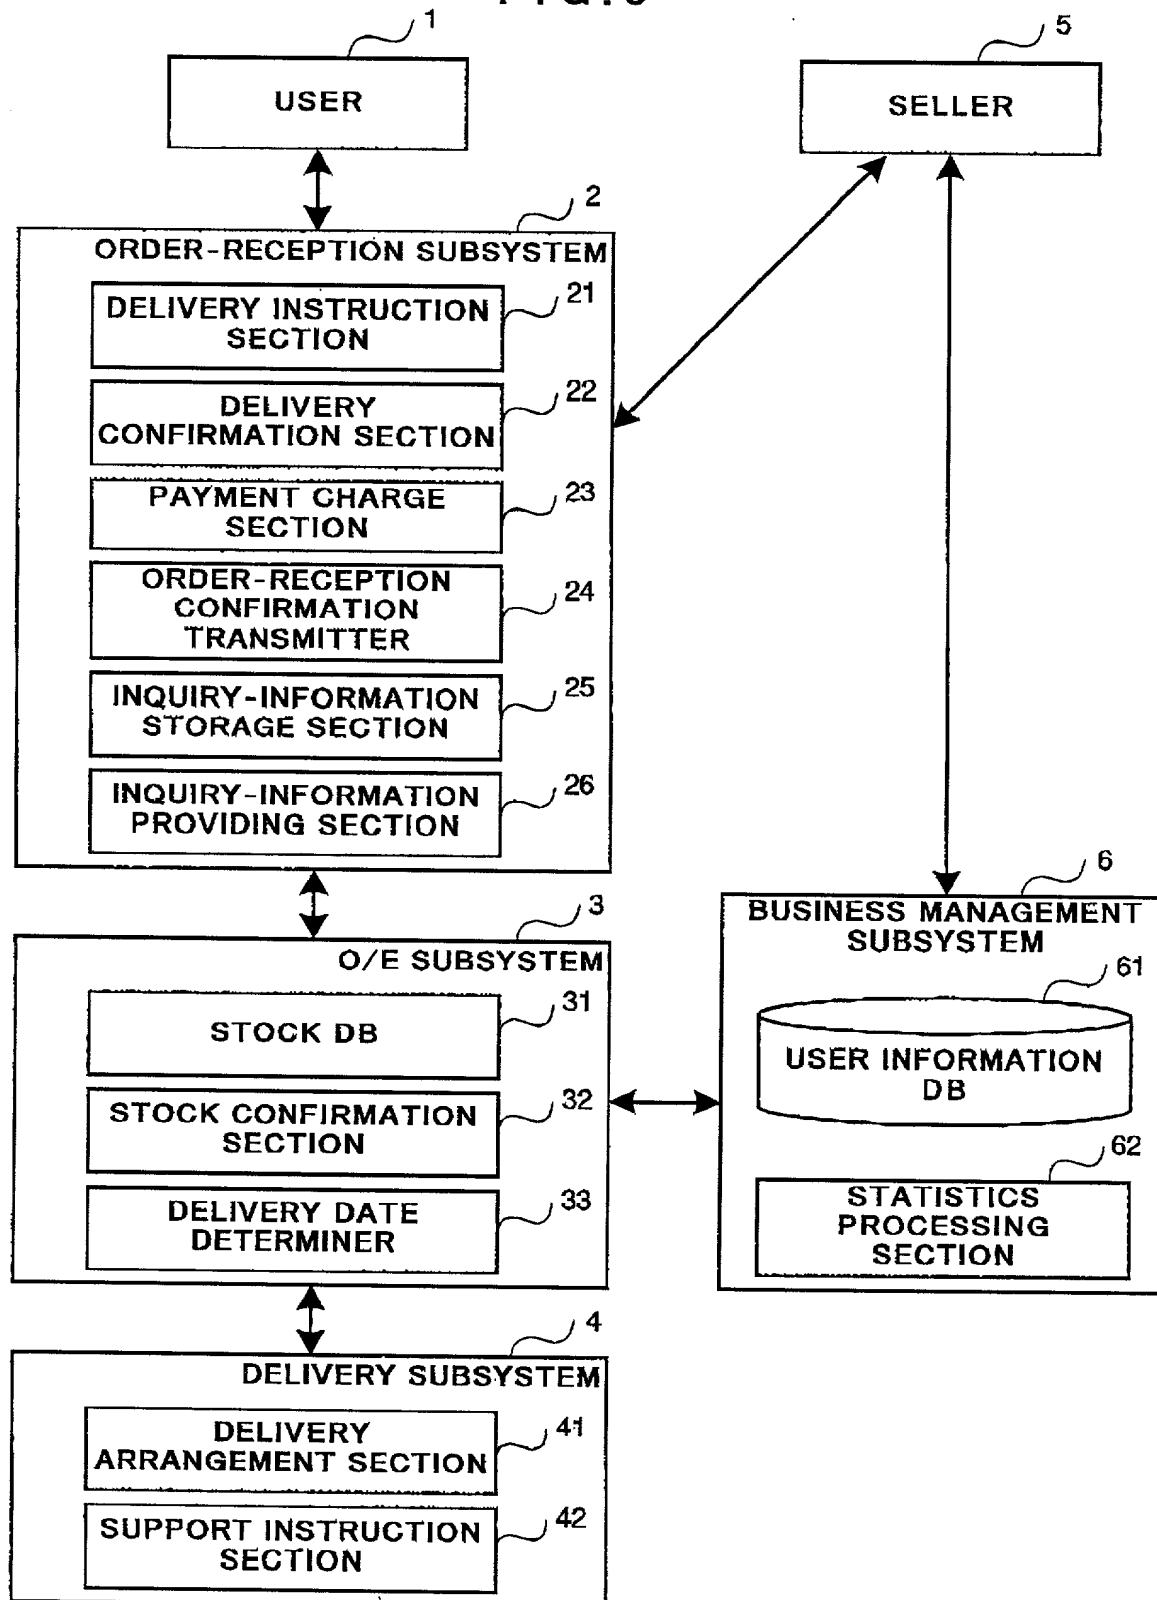 1
USER
5
SELLER
2
ORDER-RECEPTION SUBSYSTEM
DELIVERY INSTRUCTION
SECTION
21
DELIVERY
CONFIRMATION SECTION
22
PAYMENT CHARGE
SECTION
23
ORDER-RECEPTION
CONFIRMATION
TRANSMITTER
24
INQUIRY-INFORMATION
STORAGE SECTION
25
INQUIRY-INFORMATION
PROVIDING SECTION
26
3
O/E SUBSYSTEM
STOCK DB
31
STOCK CONFIRMATION
SECTION
32
DELIVERY DATE
DETERMINER
33
6
BUSINESS MANAGEMENT
SUBSYSTEM
61
USER INFORMATION
DB
62
STATISTICS
PROCESSING
SECTION
4
DELIVERY SUBSYSTEM
DELIVERY
ARRANGEMENT SECTION
41
SUPPORT INSTRUCTION
SECTION
42